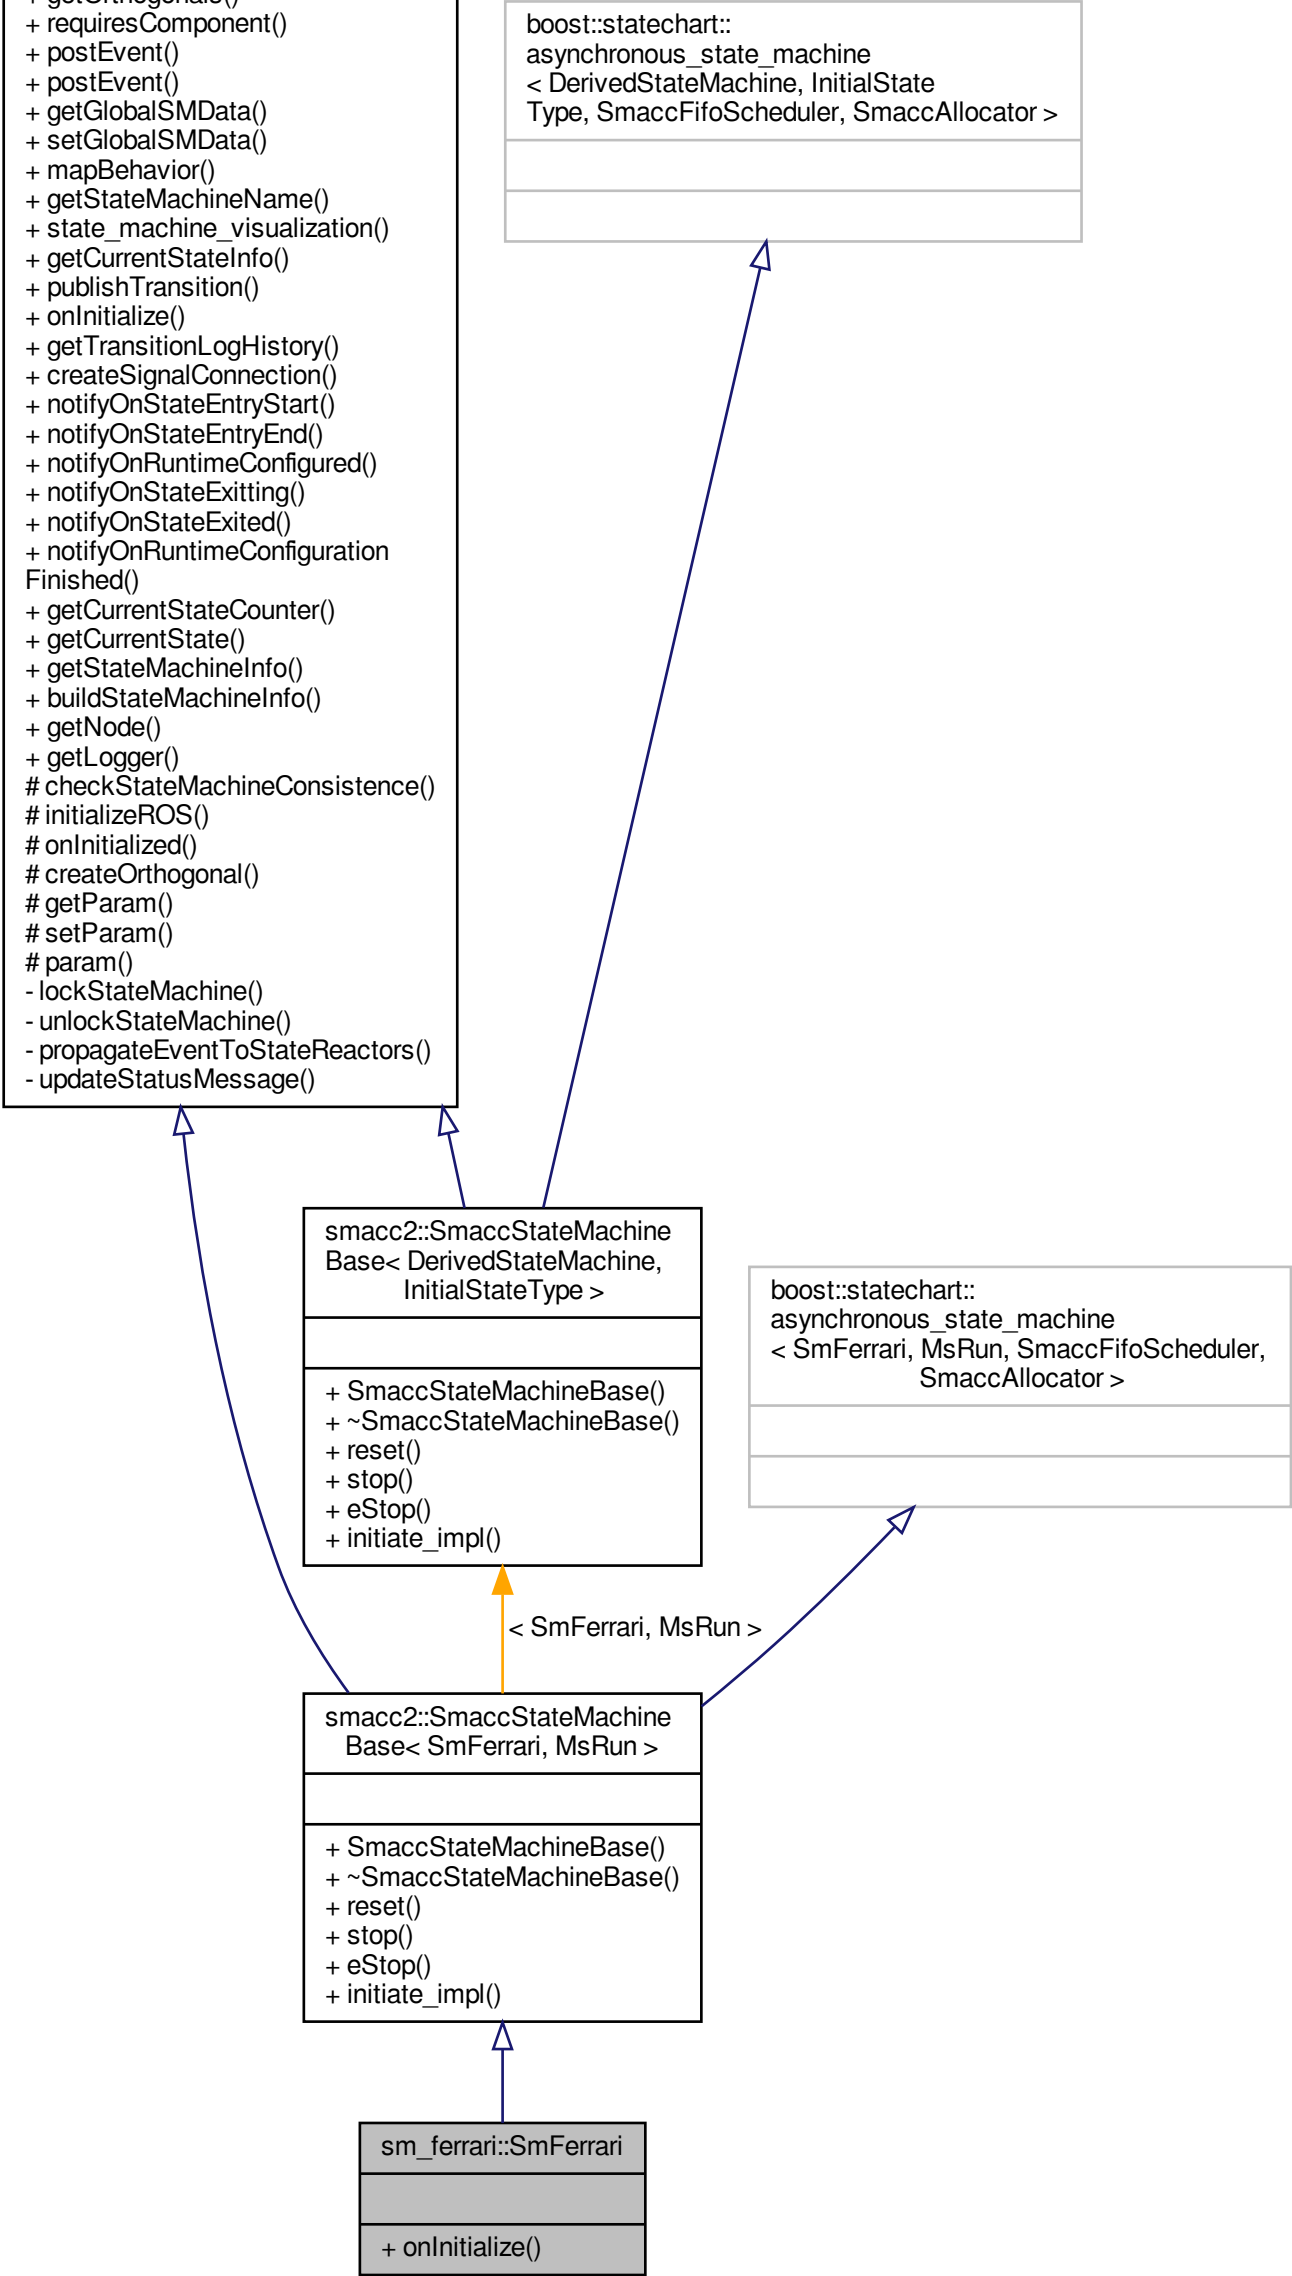 + getOrthogonals()
+ requiresComponent()
+ postEvent()
+ postEvent()
+ getGlobalSMData()
+ setGlobalSMData()
+ mapBehavior()
+ getStateMachineName()
+ state_machine_visualization()
+ getCurrentStateInfo()
+ publishTransition()
+ onInitialize()
+ getTransitionLogHistory()
+ createSignalConnection()
+ notifyOnStateEntryStart()
+ notifyOnStateEntryEnd()
+ notifyOnRuntimeConfigured()
+ notifyOnStateExitting()
+ notifyOnStateExited()
+ notifyOnRuntimeConfiguration
Finished()
+ getCurrentStateCounter()
+ getCurrentState()
+ getStateMachineInfo()
+ buildStateMachineInfo()
+ getNode()
+ getLogger()
# checkStateMachineConsistence()
# initializeROS()
# onInitialized()
# createOrthogonal()
# getParam()
# setParam()
# param()
- lockStateMachine()
- unlockStateMachine()
- propagateEventToStateReactors()
- updateStatusMessage()
boost::statechart::
asynchronous_state_machine
< DerivedStateMachine, InitialState
Type, SmaccFifoScheduler, SmaccAllocator >
smacc2::SmaccStateMachine
Base< DerivedStateMachine,
InitialStateType >
+ SmaccStateMachineBase()
+ ~SmaccStateMachineBase()
+ reset()
+ stop()
+ eStop()
+ initiate_impl()
boost::statechart::
asynchronous_state_machine
< SmFerrari, MsRun, SmaccFifoScheduler,
SmaccAllocator >
< SmFerrari, MsRun >
smacc2::SmaccStateMachine
Base< SmFerrari, MsRun >
+ SmaccStateMachineBase()
+ ~SmaccStateMachineBase()
+ reset()
+ stop()
+ eStop()
+ initiate_impl()
sm_ferrari::SmFerrari
+ onInitialize()